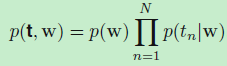 p(𝐭, w) = p(w) ∏_{n=1}^{N} p(t_n|w)